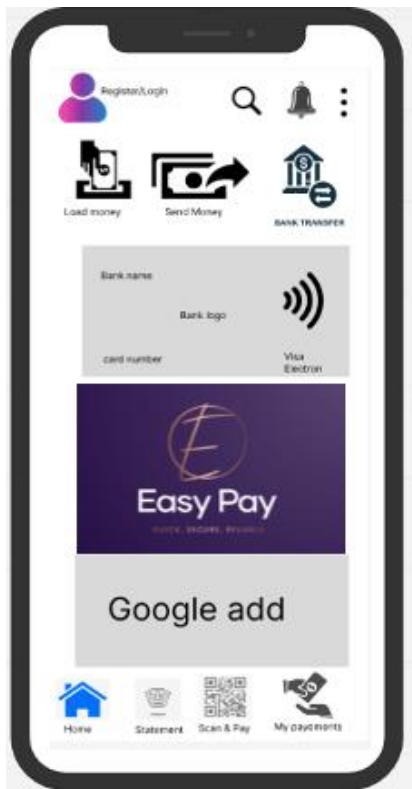 Register/Login
Load money
Send Money
BANK TRANSFER
Bank name
Bank logo
card number
Visa
Electron
E
Easy Pay
Google add
Home
Statement
Scan & Pay
My payments